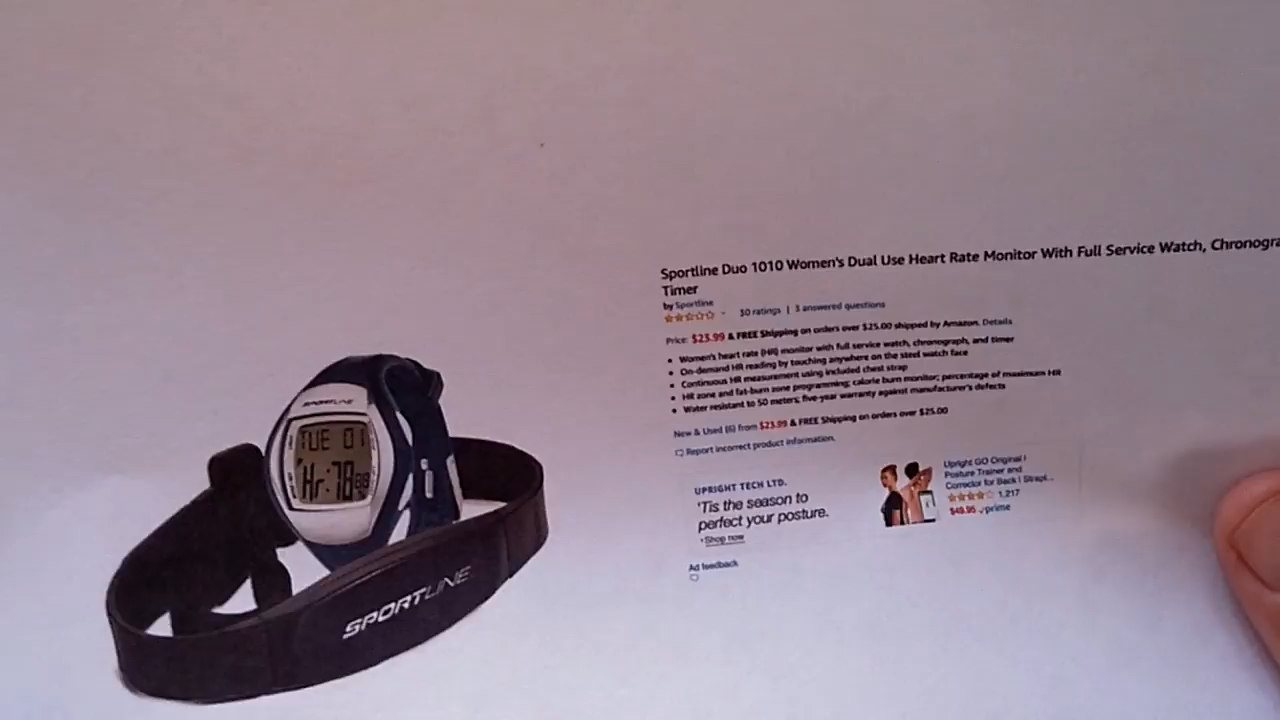 SPORTLINE
TUE 01
Hr:78
SPORTLINE
Sportline Duo 1010 Women's Dual Use Heart Rate Monitor With Full Service Watch, Chronogra
Timer
by Sportline
30 ratings | 3 answered questions
Price: $23.99 & FREE Shipping on orders over $25.00 shipped by Amazon. Details
• Women's heart rate (HR) monitor with full service watch, chronograph, and timer
• On-demand HR reading by touching anywhere on the steel watch face
• Continuous HR measurement using included chest strap
• HR zone and fat-burn zone programming; calorie burn monitor; percentage of maximum HR
• Water resistant to 50 meters; five-year warranty against manufacturer's defects
New & Used (6) from $23.99 & FREE Shipping on orders over $25.00
Report incorrect product information.
UPRIGHT TECH LTD.
'Tis the season to
perfect your posture.
›Shop now
Upright GO Original |
Posture Trainer and
Corrector for Back | Strapl...
1,217
$49.95 prime
Ad feedback